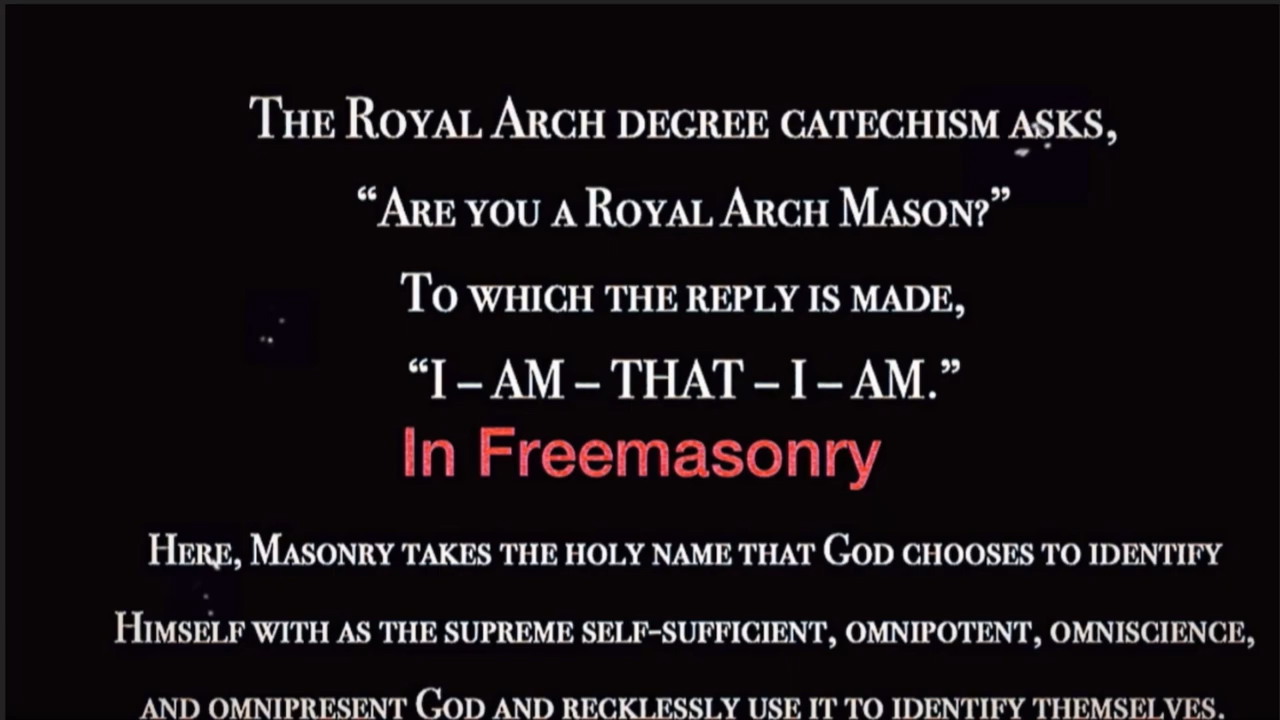 The Royal Arch degree catechism asks,
“Are you a Royal Arch Mason?”
To which the reply is made,
“I – AM – THAT – I – AM.”
In Freemasonry
Here, Masonry takes the holy name that God chooses to identify
Himself with as the supreme self-sufficient, omnipotent, omniscience,
and omnipresent God and recklessly use it to identify themselves.